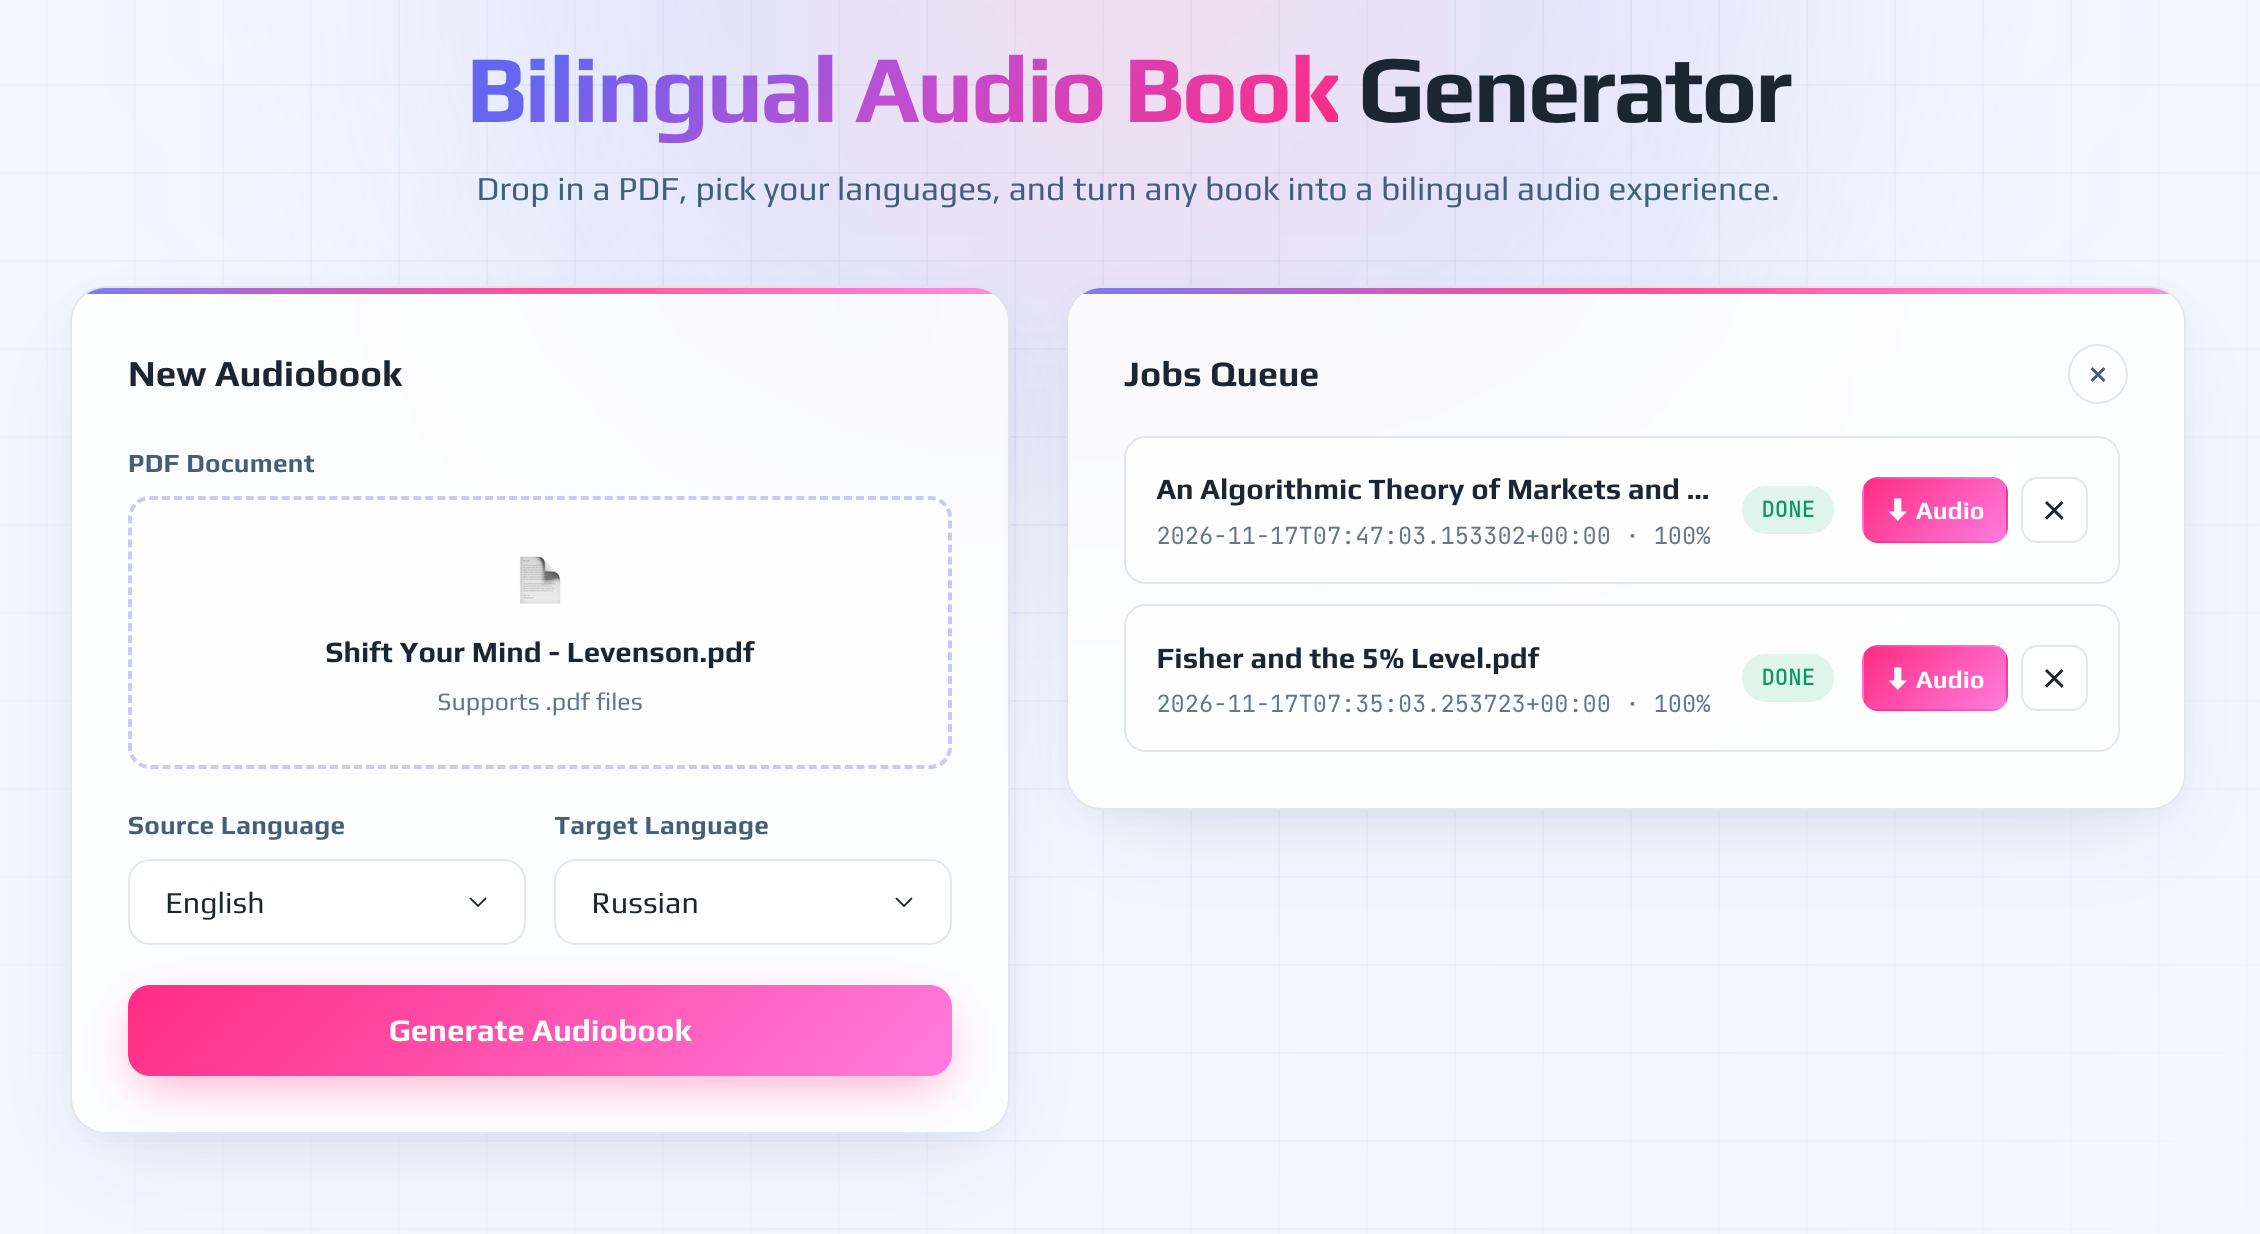 Bilingual Audio Book Generator
Drop in a PDF, pick your languages, and turn any book into a bilingual audio experience.
New Audiobook
PDF Document
Shift Your Mind - Levenson.pdf
Supports .pdf files
Source Language
Target Language
English
Russian
Generate Audiobook
Jobs Queue
×
An Algorithmic Theory of Markets and ...
2026-11-17T07:47:03.153302+00:00 · 100%
DONE
⬇ Audio
✕
Fisher and the 5% Level.pdf
2026-11-17T07:35:03.253723+00:00 · 100%
DONE
⬇ Audio
✕